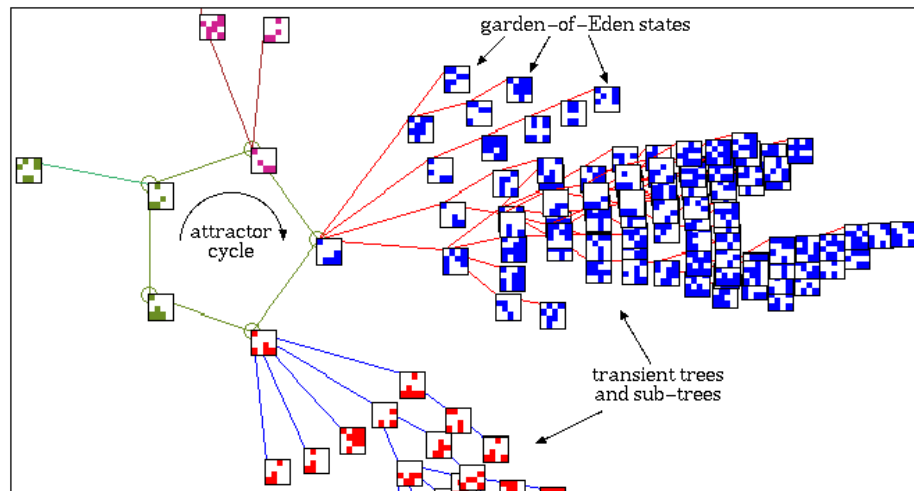 garden-of-Eden states
attractor
cycle
transient trees
and sub-trees